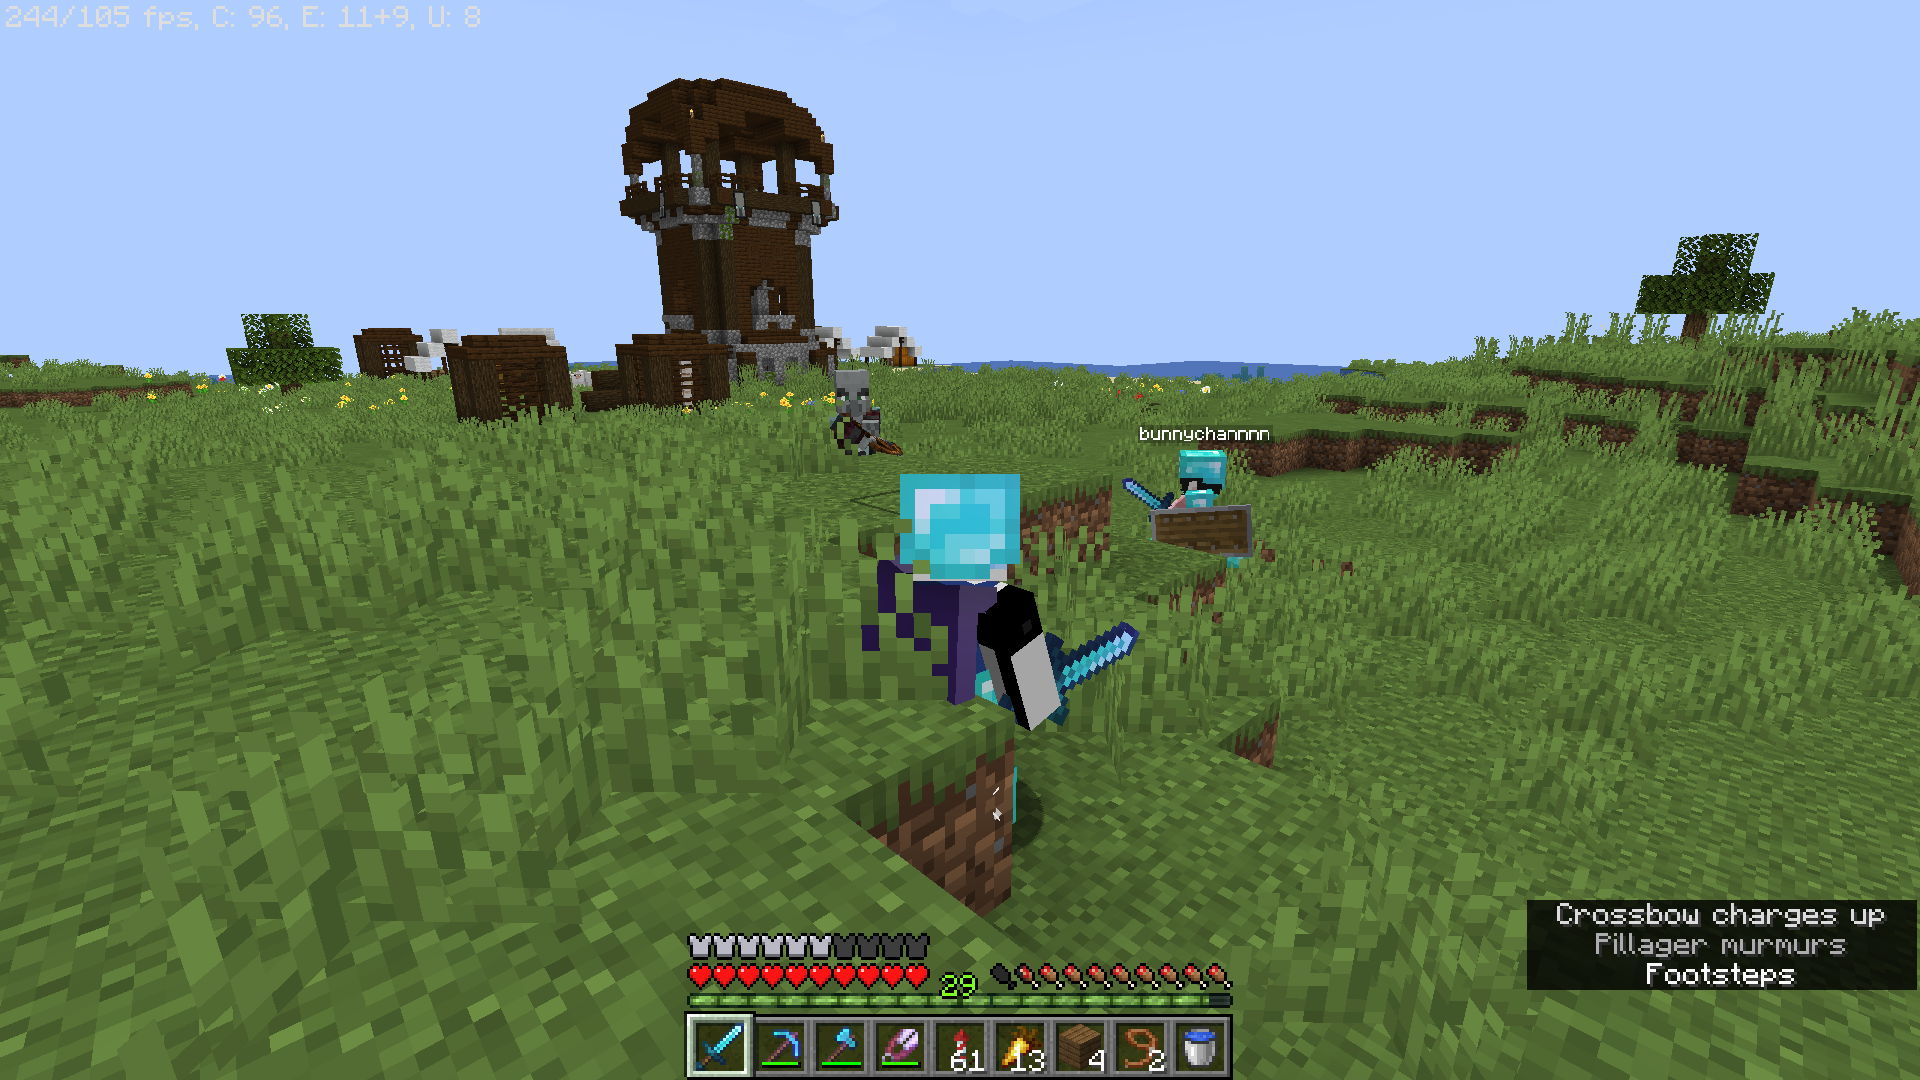 244/105 fps, C: 96, E: 11+9, U: 8
bunnychannnn
Crossbow charges up
Pillager murmurs
Footsteps
29
61
13
4
2